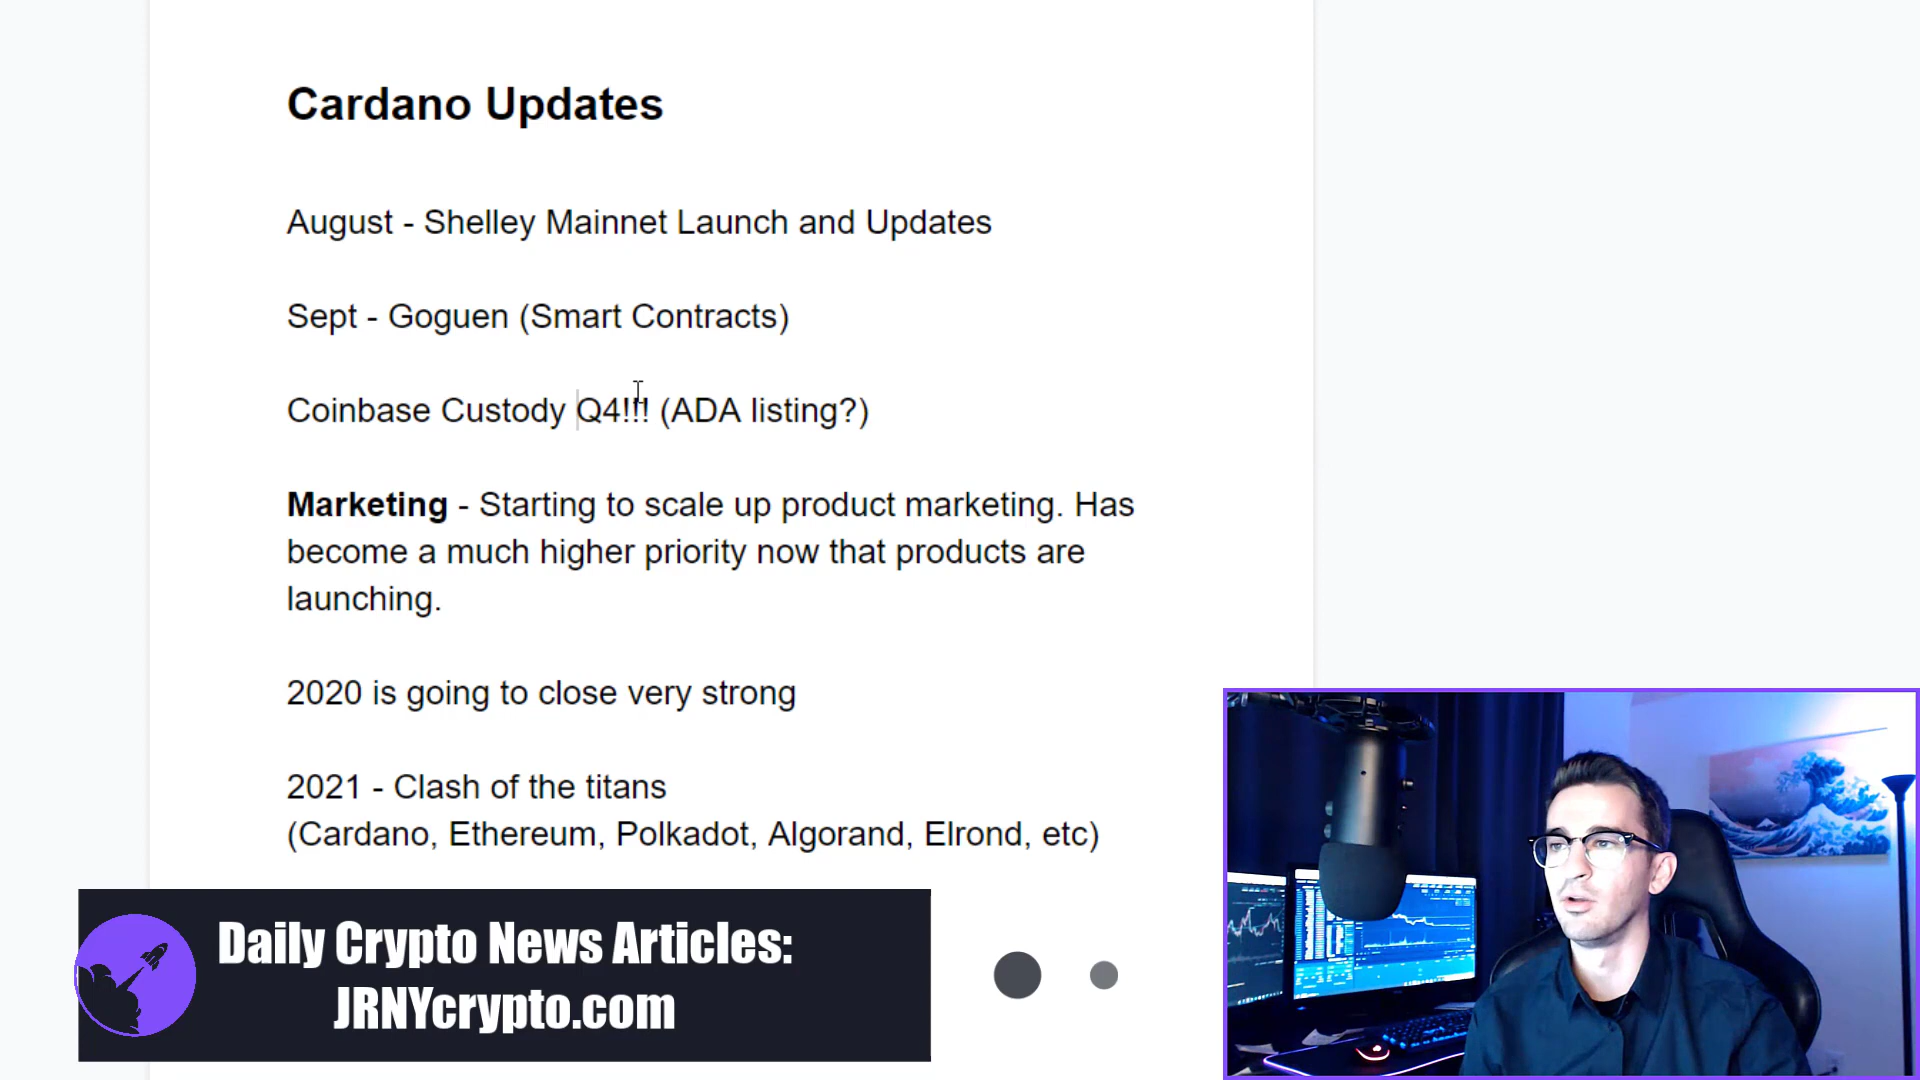 Cardano Updates
August - Shelley Mainnet Launch and Updates
Sept - Goguen (Smart Contracts)
Coinbase Custody Q4!!! (ADA listing?)
Marketing - Starting to scale up product marketing. Has
become a much higher priority now that products are
launching.
2020 is going to close very strong
2021 - Clash of the titans
(Cardano, Ethereum, Polkadot, Algorand, Elrond, etc)
Daily Crypto News Articles:
JRNYcrypto.com